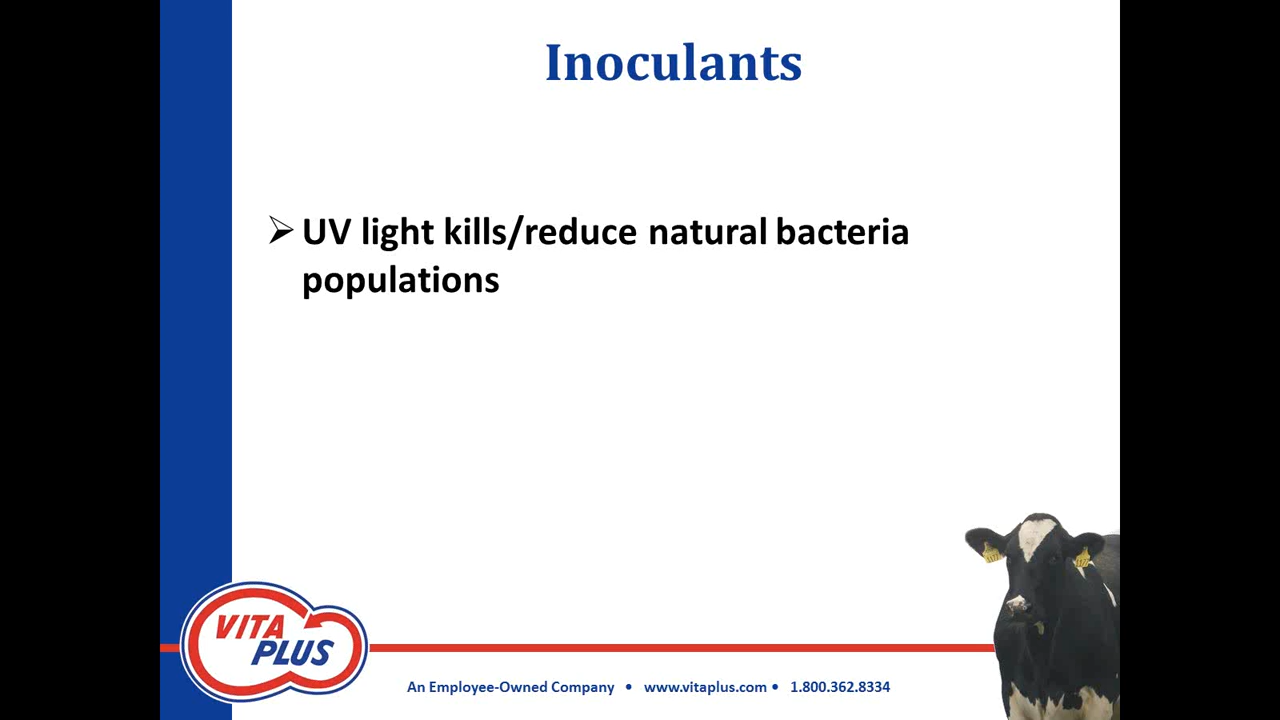 Inoculants
➢ UV light kills/reduce natural bacteria
populations
VITA
PLUS
An Employee-Owned Company • www.vitaplus.com • 1.800.362.8334